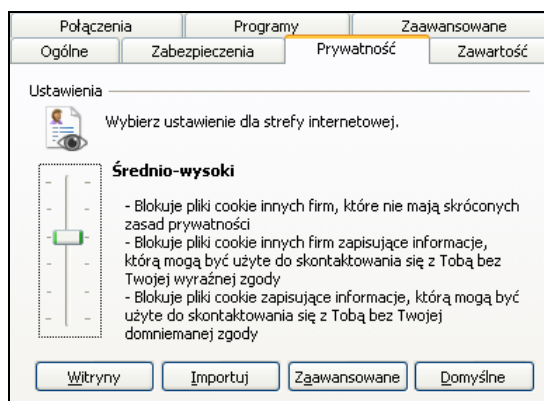 Połączenia Programy Zaawansowane
Ogólne Zabezpieczenia Prywatność Zawartość
Ustawienia
Wybierz ustawienie dla strefy internetowej.
Średnio-wysoki
- Blokuje pliki cookie innych firm, które nie mają skróconych
zasad prywatności
- Blokuje pliki cookie innych firm zapisujące informacje,
którą mogą być użyte do skontaktowania się z Tobą bez
Twojej wyraźnej zgody
- Blokuje pliki cookie zapisujące informacje, którą mogą być
użyte do skontaktowania się z Tobą bez Twojej
domniemanej zgody
Witryny Importuj Zaawansowane Domyślne